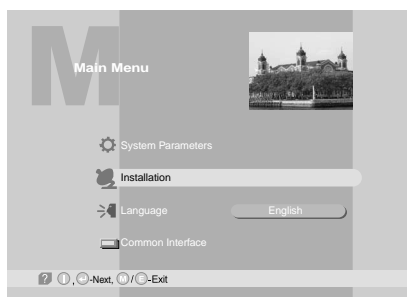 M
Main Menu
System Parameters
Installation
Language English
Common Interface
? i , -Next, M / E -Exit